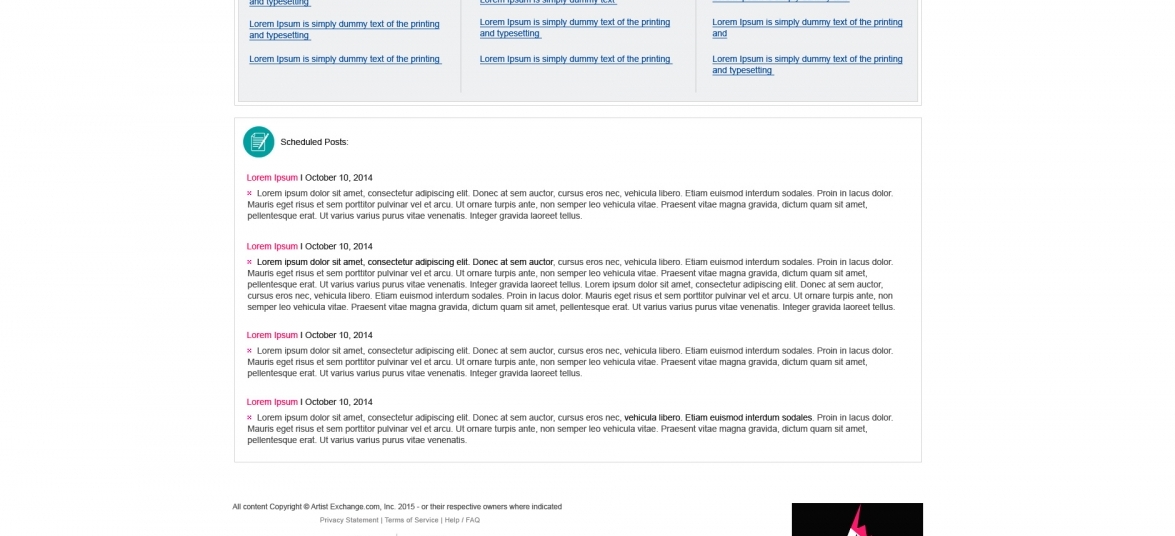 and typesetting
Lorem Ipsum is simply dummy text of the printing
and typesetting
Lorem Ipsum is simply dummy text of the printing
Lorem Ipsum is simply dummy text
Lorem Ipsum is simply dummy text of the printing
and typesetting
Lorem Ipsum is simply dummy text of the printing
Lorem Ipsum is simply dummy text of the printing
and
Lorem Ipsum is simply dummy text of the printing
and typesetting
Scheduled Posts:
Lorem Ipsum I October 10, 2014
Lorem ipsum dolor sit amet, consectetur adipiscing elit. Donec at sem auctor, cursus eros nec, vehicula libero. Etiam euismod interdum sodales. Proin in lacus dolor.
Mauris eget risus et sem porttitor pulvinar vel et arcu. Ut ornare turpis ante, non semper leo vehicula vitae. Praesent vitae magna gravida, dictum quam sit amet,
pellentesque erat. Ut varius varius purus vitae venenatis. Integer gravida laoreet tellus.
Lorem Ipsum I October 10, 2014
Lorem ipsum dolor sit amet, consectetur adipiscing elit. Donec at sem auctor, cursus eros nec, vehicula libero. Etiam euismod interdum sodales. Proin in lacus dolor.
Mauris eget risus et sem porttitor pulvinar vel et arcu. Ut ornare turpis ante, non semper leo vehicula vitae. Praesent vitae magna gravida, dictum quam sit amet,
pellentesque erat. Ut varius varius purus vitae venenatis. Integer gravida laoreet tellus. Lorem ipsum dolor sit amet, consectetur adipiscing elit. Donec at sem auctor,
cursus eros nec, vehicula libero. Etiam euismod interdum sodales. Proin in lacus dolor. Mauris eget risus et sem porttitor pulvinar vel et arcu. Ut ornare turpis ante, non
semper leo vehicula vitae. Praesent vitae magna gravida, dictum quam sit amet, pellentesque erat. Ut varius varius purus vitae venenatis. Integer gravida laoreet tellus.
Lorem Ipsum I October 10, 2014
Lorem ipsum dolor sit amet, consectetur adipiscing elit. Donec at sem auctor, cursus eros nec, vehicula libero. Etiam euismod interdum sodales. Proin in lacus dolor.
Mauris eget risus et sem porttitor pulvinar vel et arcu. Ut ornare turpis ante, non semper leo vehicula vitae. Praesent vitae magna gravida, dictum quam sit amet,
pellentesque erat. Ut varius varius purus vitae venenatis. Integer gravida laoreet tellus.
Lorem Ipsum I October 10, 2014
Lorem ipsum dolor sit amet, consectetur adipiscing elit. Donec at sem auctor, cursus eros nec, vehicula libero. Etiam euismod interdum sodales. Proin in lacus dolor.
Mauris eget risus et sem porttitor pulvinar vel et arcu. Ut ornare turpis ante, non semper leo vehicula vitae. Praesent vitae magna gravida, dictum quam sit amet,
pellentesque erat. Ut varius varius purus vitae venenatis.
All content Copyright © Artist Exchange.com, Inc. 2015 - or their respective owners where indicated
Privacy Statement | Terms of Service | Help / FAQ